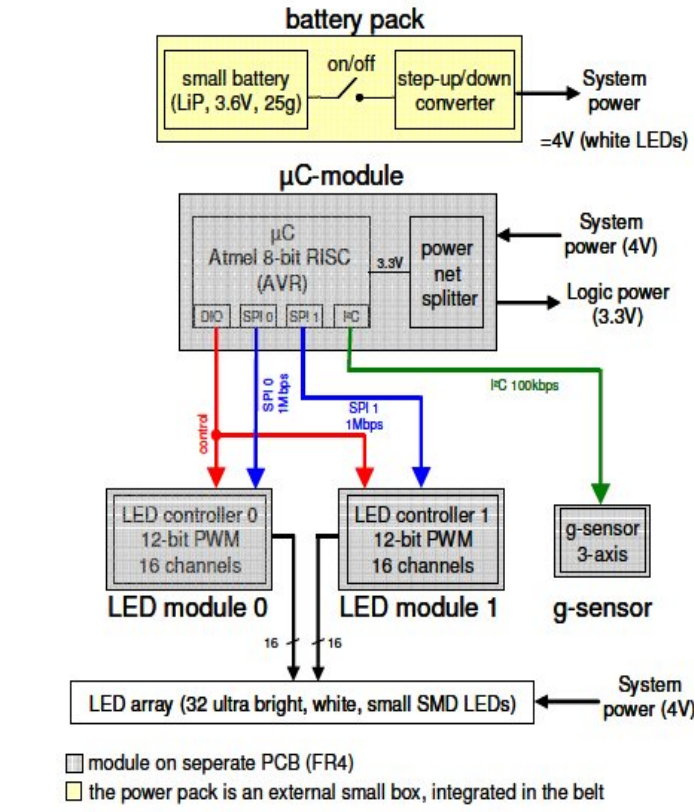 battery pack
small battery
(LiP, 3.6V, 25g)
on/off
step-up/down
converter
System
power
=4V (white LEDs)
µC-module
µC
Atmel 8-bit RISC
(AVR)
3.3V
power
net
splitter
DIO
SPI 0
SPI 1
I²C
System
power (4V)
Logic power
(3.3V)
control
SPI 0
1Mbps
SPI 1
1Mbps
I²C 100kbps
LED controller 0
12-bit PWM
16 channels
LED module 0
LED controller 1
12-bit PWM
16 channels
LED module 1
g-sensor
3-axis
g-sensor
16
16
LED array (32 ultra bright, white, small SMD LEDs)
System
power (4V)
module on seperate PCB (FR4)
the power pack is an external small box, integrated in the belt